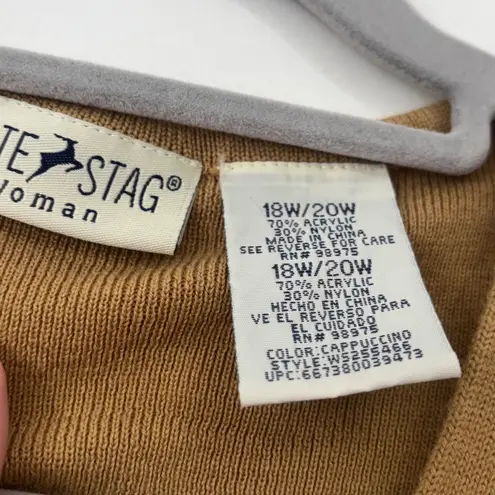 TE STAG®
woman
18W/20W
70% ACRYLIC
30% NYLON
MADE IN CHINA
SEE REVERSE FOR CARE
RN# 98975
18W/20W
70% ACRYLIC
30% NYLON
HECHO EN CHINA
VE EL REVERSO PARA
EL CUIDADO
RN# 98975
COLOR:CAPPUCCINO
STYLE:WS255466
UPC:667380039473